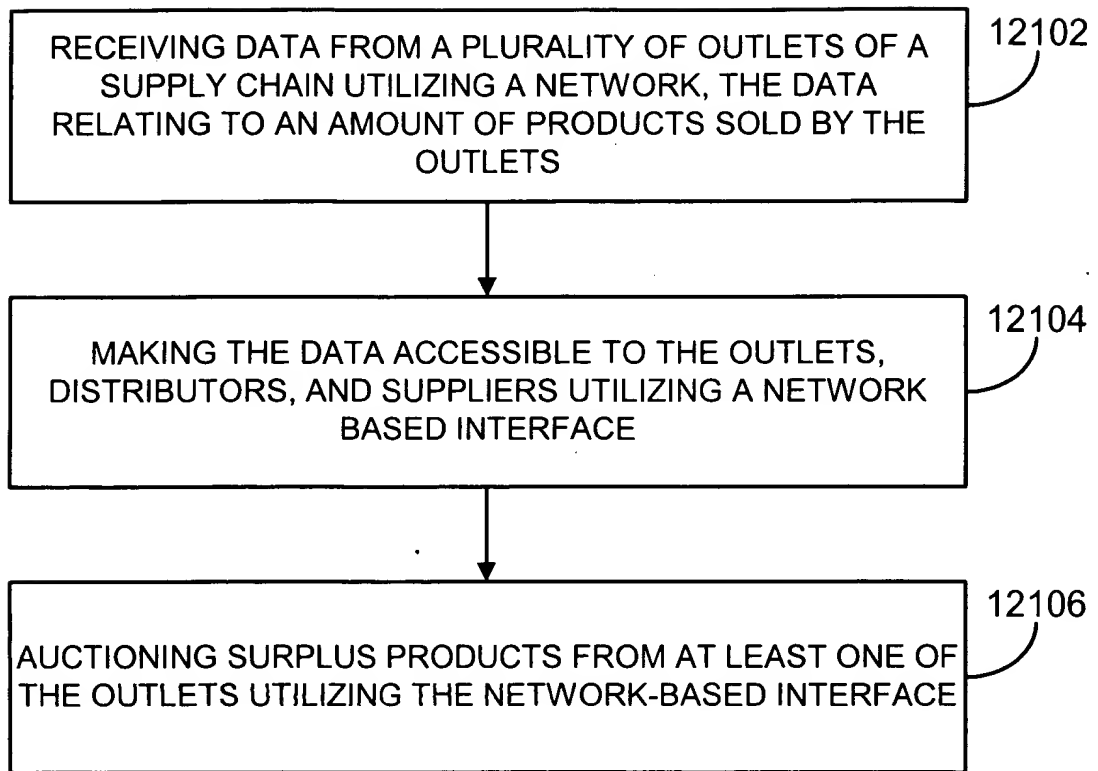 RECEIVING DATA FROM A PLURALITY OF OUTLETS OF A
SUPPLY CHAIN UTILIZING A NETWORK, THE DATA
RELATING TO AN AMOUNT OF PRODUCTS SOLD BY THE
OUTLETS
12102
MAKING THE DATA ACCESSIBLE TO THE OUTLETS,
DISTRIBUTORS, AND SUPPLIERS UTILIZING A NETWORK
BASED INTERFACE
12104
AUCTIONING SURPLUS PRODUCTS FROM AT LEAST ONE OF
THE OUTLETS UTILIZING THE NETWORK-BASED INTERFACE
12106